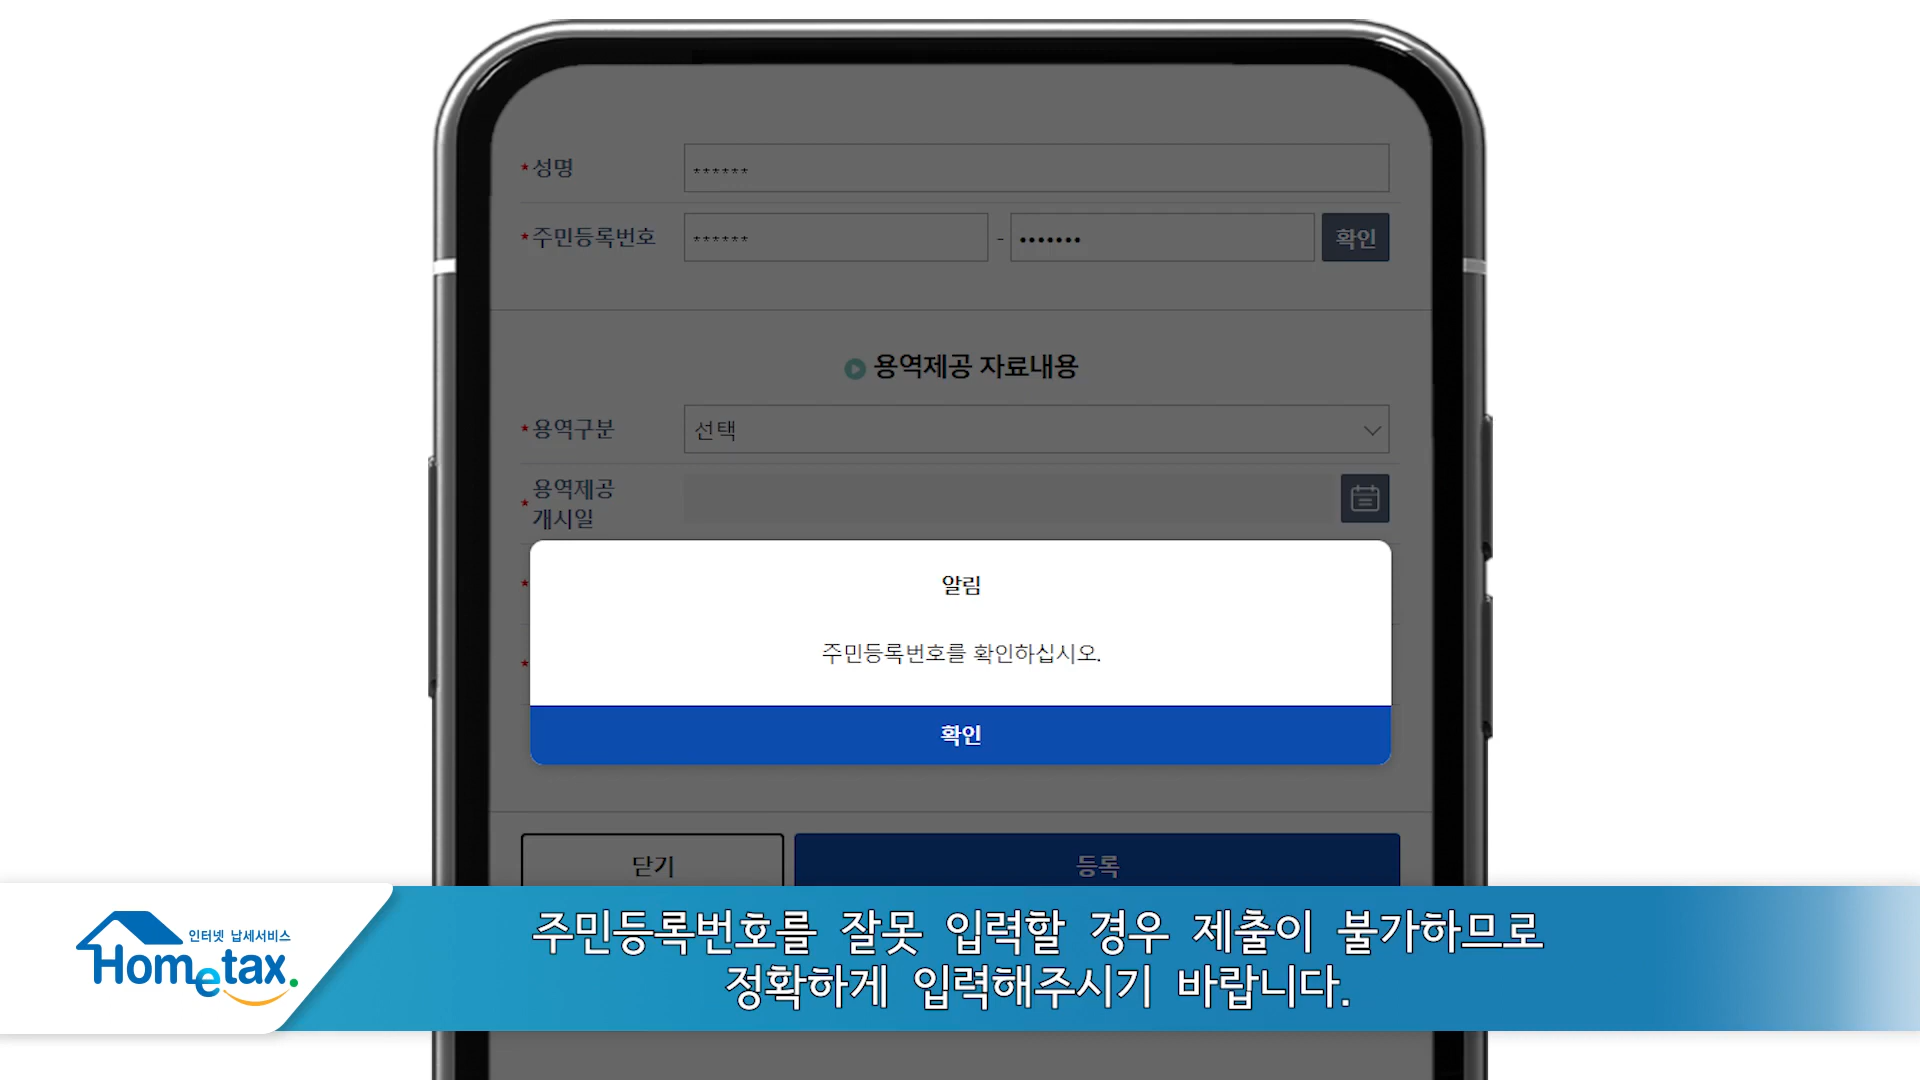 *성명
******
*주민등록번호
****** - ••••••• 확인
용역제공 자료내용
*용역구분
선택
*용역제공
개시일
*
알림
주민등록번호를 확인하십시오.
*
확인
닫기
등록
인터넷 납세서비스
Hometax.
주민등록번호를 잘못 입력할 경우 제출이 불가하므로
정확하게 입력해주시기 바랍니다.